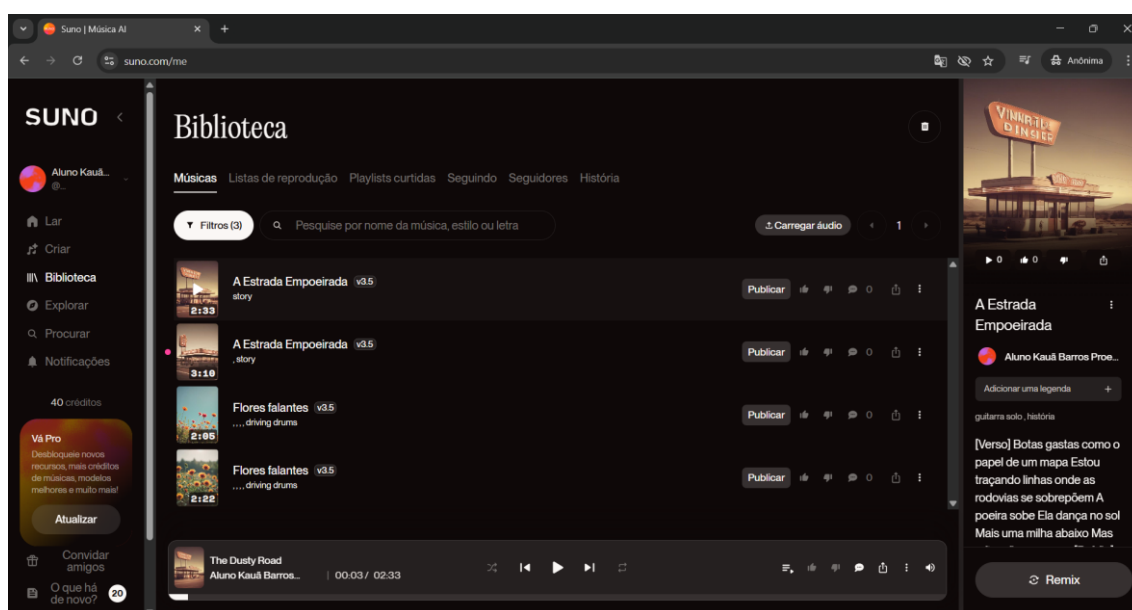 Suno | Música AI
suno.com/me
Anônima
SUNO
Aluno Kauã...
@...
Lar
Criar
Biblioteca
Explorar
Procurar
Notificações
40 créditos
Vá Pro
Desbloqueie novos
recursos, mais créditos
de músicas, modelos
melhores e muito mais!
Atualizar
Convidar
amigos
O que há
de novo?
20
Biblioteca
Músicas Listas de reprodução Playlists curtidas Seguindo Seguidores História
Filtros (3)
Pesquise por nome da música, estilo ou letra
Carregar áudio
1
2:33
A Estrada Empoeirada v3.5
story
Publicar 0
3:10
A Estrada Empoeirada v3.5
, story
Publicar 0
2:05
Flores falantes v3.5
, , , , driving drums
Publicar 0
2:22
Flores falantes v3.5
, , , , driving drums
Publicar 0
The Dusty Road
Aluno Kauã Barros...
00:03 / 02:33
0 0
A Estrada
Empoeirada
Aluno Kauã Barros Proe...
Adicionar uma legenda +
guitarra solo , história
[Verso] Botas gastas como o
papel de um mapa Estou
traçando linhas onde as
rodovias se sobrepõem A
poeira sobe Ela dança no sol
Mais uma milha abaixo Mas
Remix